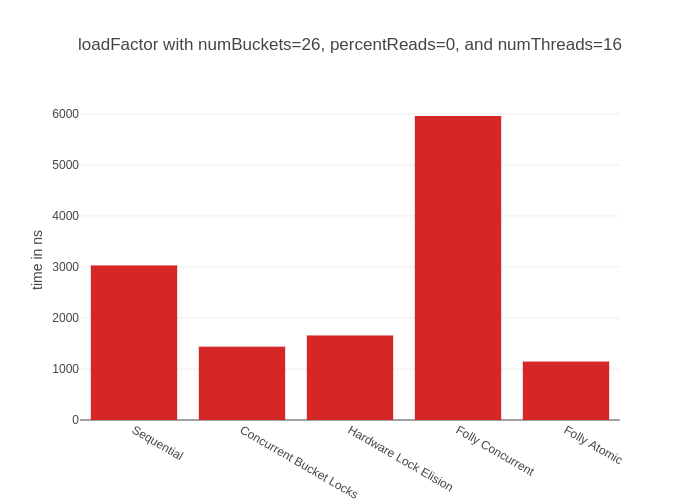 loadFactor with numBuckets=26, percentReads=0, and numThreads=16
6000
5000
4000
3000
2000
1000
0
time in ns
Sequential
Concurrent Bucket Locks
Hardware Lock Elision
Folly Concurrent
Folly Atomic